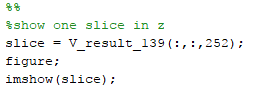 %%
%show one slice in z
slice = V_result_139(:,:,252);
figure;
imshow(slice);